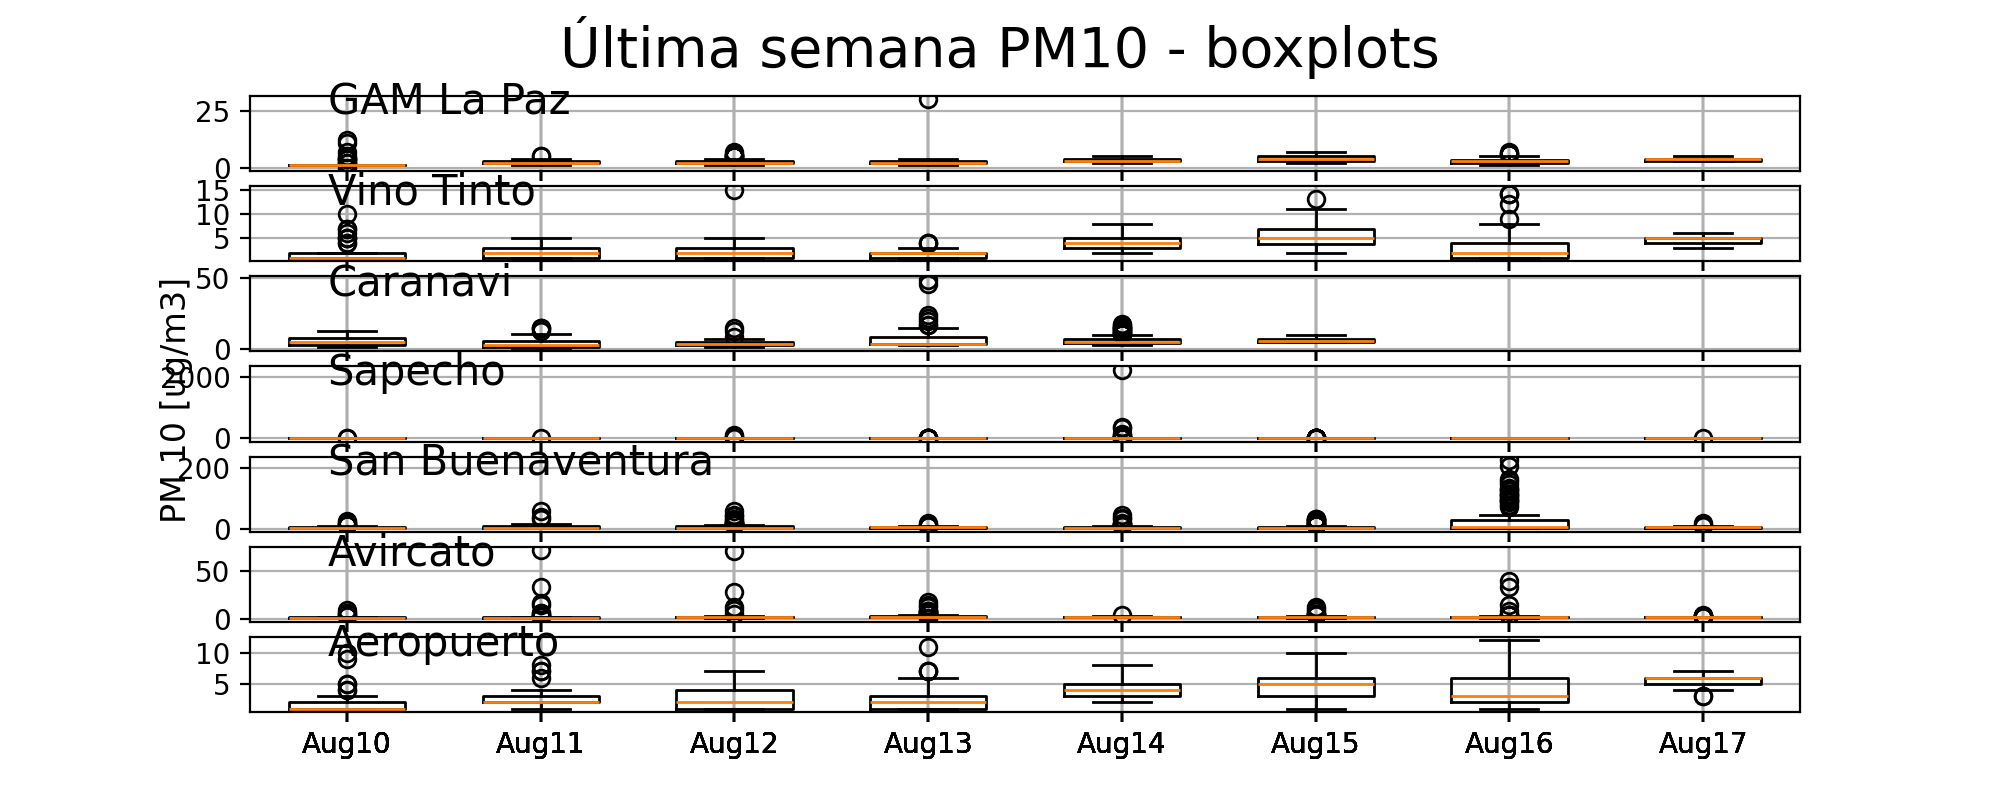 Última semana PM10 - boxplots
GAM La Paz
25
0
Vino Tinto
15
10
5
Caranavi
50
0
PM 10 [ug/m3]
Sapecho
2000
0
San Buenaventura
200
0
Avircato
50
0
Aeropuerto
10
5
Aug10 Aug11 Aug12 Aug13 Aug14 Aug15 Aug16 Aug17